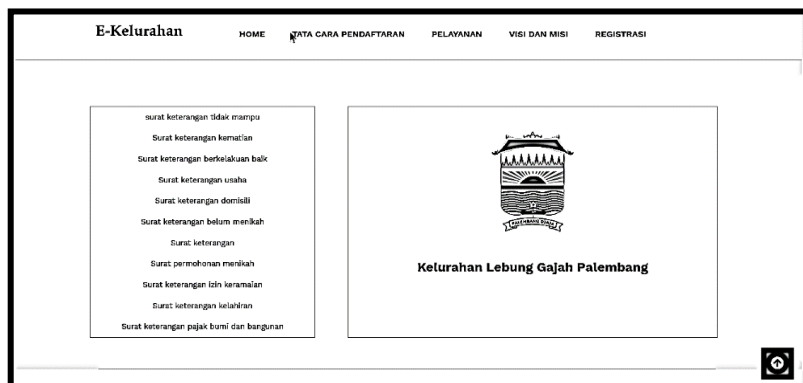 E-Kelurahan
HOME TATA CARA PENDAFTARAN PELAYANAN VISI DAN MISI REGISTRASI
surat keterangan tidak mampu
Surat keterangan kematian
Surat keterangan berkelakuan baik
Surat keterangan usaha
Surat keterangan domisili
Surat keterangan belum menikah
Surat keterangan
Surat permohonan menikah
Surat keterangan izin keramaian
Surat keterangan kelahiran
Surat keterangan pajak bumi dan bangunan
PALEMBANG DARUSSALAM
Kelurahan Lebung Gajah Palembang